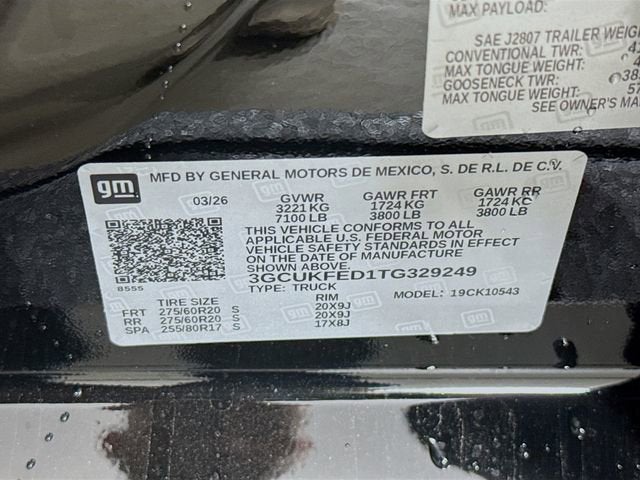 MAX PAYLOAD:
SAE J2807 TRAILER WEIGH
CONVENTIONAL TWR:
MAX TONGUE WEIGHT:
GOOSENECK TWR:
MAX TONGUE WEIGHT:
SEE OWNER'S MA
gm MFD BY GENERAL MOTORS DE MEXICO, S. DE R.L. DE C.V.
03/26 GVWR GAWR FRT GAWR RR
3221 KG 1724 KG 1724 KG
7100 LB 3800 LB 3800 LB
THIS VEHICLE CONFORMS TO ALL
APPLICABLE U.S. FEDERAL MOTOR
VEHICLE SAFETY STANDARDS IN EFFECT
ON THE DATE OF MANUFACTURE
SHOWN ABOVE.
3GCUKFED1TG329249
8555 TYPE: TRUCK MODEL: 19CK10543
TIRE SIZE RIM
FRT 275/60R20 S 20X9J
RR 275/60R20 S 20X9J
SPA 255/80R17 S 17X8J